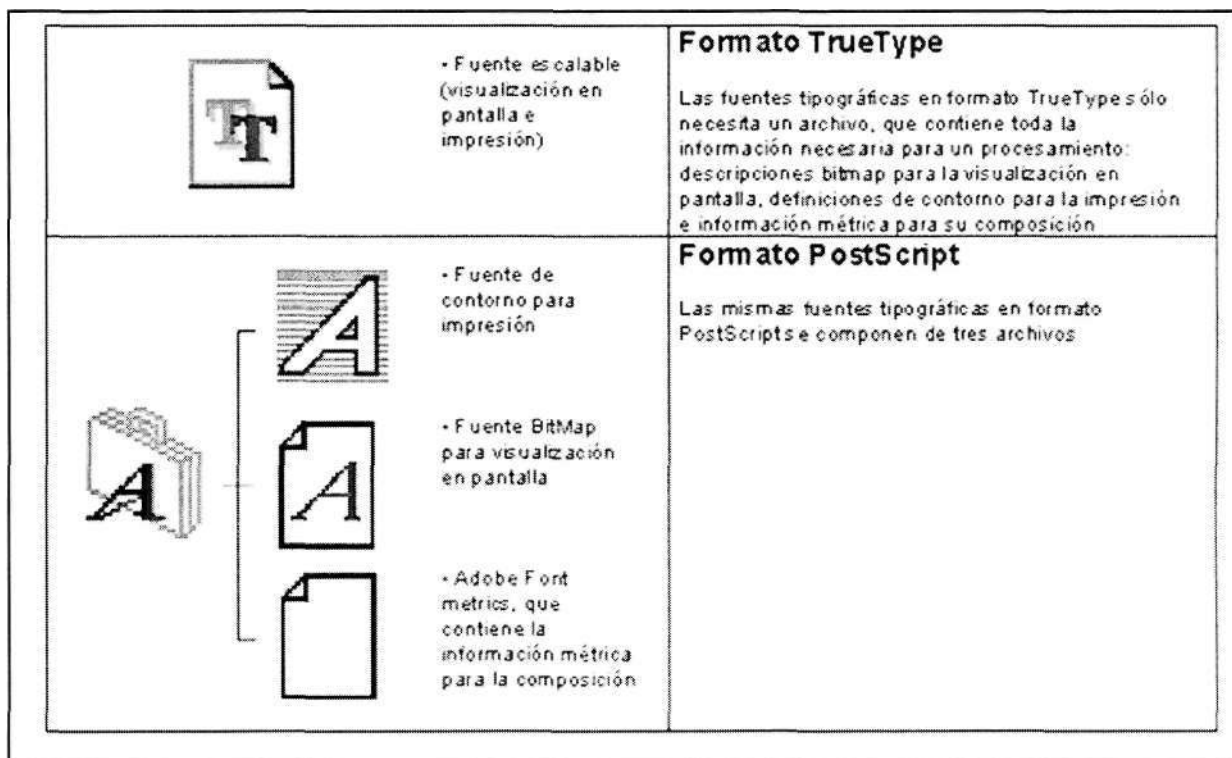 • Fuente escalable
(visualización en
pantalla e
impresión)
Formato TrueType
Las fuentes tipográficas en formato TrueType sólo
necesita un archivo, que contiene toda la
información necesaria para un procesamiento:
descripciones bitmap para la visualización en
pantalla, definiciones de contorno para la impresión
e información métrica para su composición
• Fuente de
contorno para
impresión
• Fuente BitMap
para visualización
en pantalla
• Adobe Font
metrics, que
contiene la
información métrica
para la composición
Formato PostScript
Las mismas fuentes tipográficas en formato
PostScript se componen de tres archivos